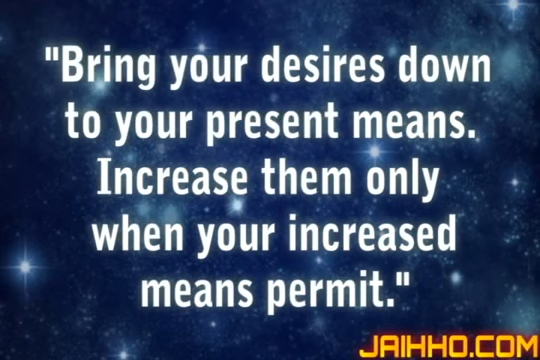 "Bring your desires down
to your present means.
Increase them only
when your increased
means permit."
JAIHHO.COM